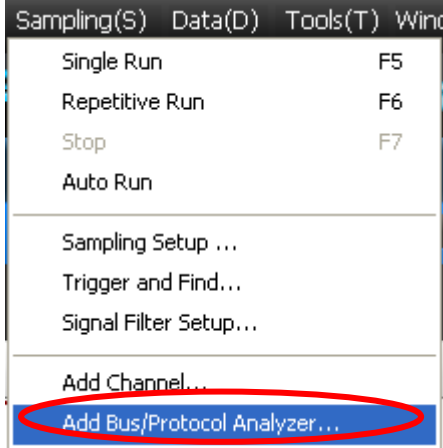 Sampling(S) Data(D) Tools(T)
Single Run F5
Repetitive Run F6
Stop F7
Auto Run
Sampling Setup ...
Trigger and Find...
Signal Filter Setup...
Add Channel...
Add Bus/Protocol Analyzer...